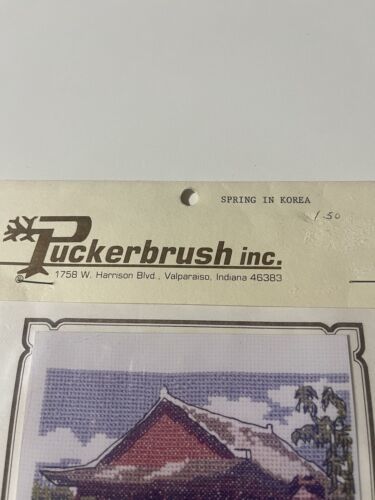 SPRING IN KOREA
1.50
Puckerbrush inc.
©
1758 W. Harrison Blvd., Valparaiso, Indiana 46383